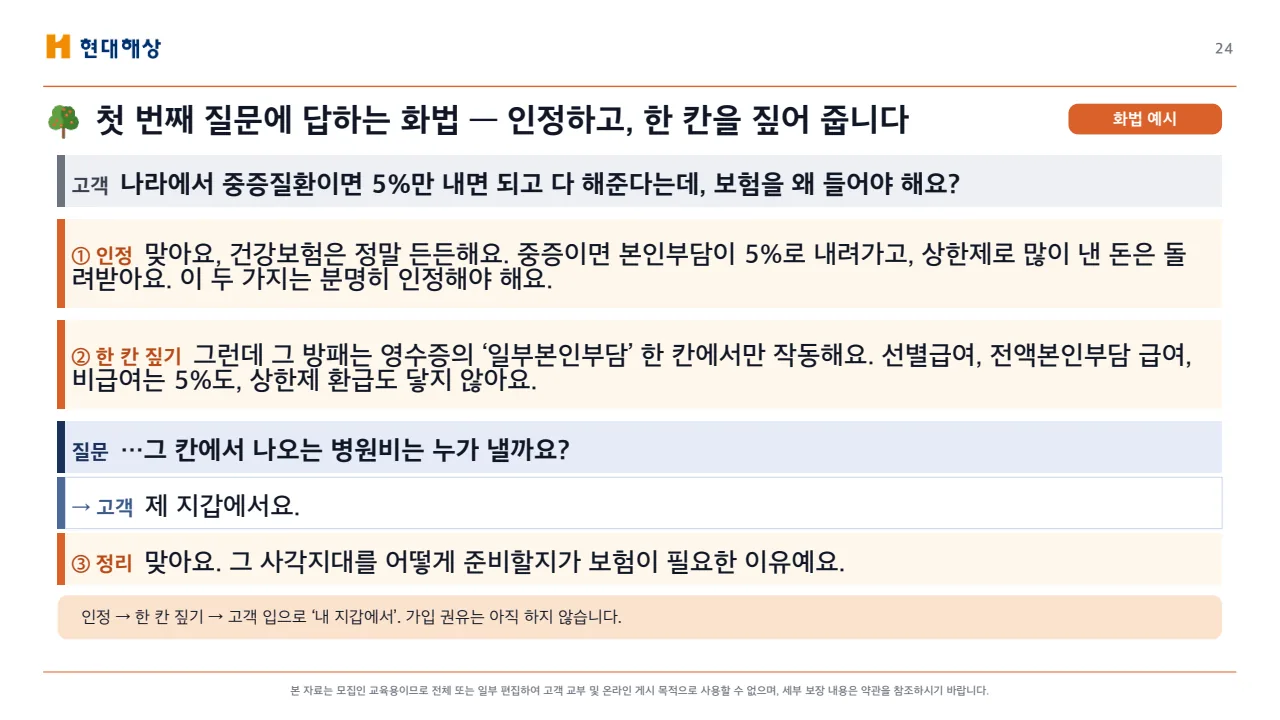 현대해상
24
첫 번째 질문에 답하는 화법 — 인정하고, 한 칸을 짚어 줍니다
화법 예시
고객 나라에서 중증질환이면 5%만 내면 되고 다 해준다는데, 보험을 왜 들어야 해요?
① 인정 맞아요, 건강보험은 정말 든든해요. 중증이면 본인부담이 5%로 내려가고, 상한제로 많이 낸 돈은 돌
려받아요. 이 두 가지는 분명히 인정해야 해요.
② 한 칸 짚기 그런데 그 방패는 영수증의 ‘일부본인부담’ 한 칸에서만 작동해요. 선별급여, 전액본인부담 급여,
비급여는 5%도, 상한제 환급도 닿지 않아요.
질문 …그 칸에서 나오는 병원비는 누가 낼까요?
→ 고객 제 지갑에서요.
③ 정리 맞아요. 그 사각지대를 어떻게 준비할지가 보험이 필요한 이유예요.
인정 → 한 칸 짚기 → 고객 입으로 ‘내 지갑에서’. 가입 권유는 아직 하지 않습니다.
본 자료는 모집인 교육용이므로 전체 또는 일부 편집하여 고객 교부 및 온라인 게시 목적으로 사용할 수 없으며, 세부 보장 내용은 약관을 참조하시기 바랍니다.